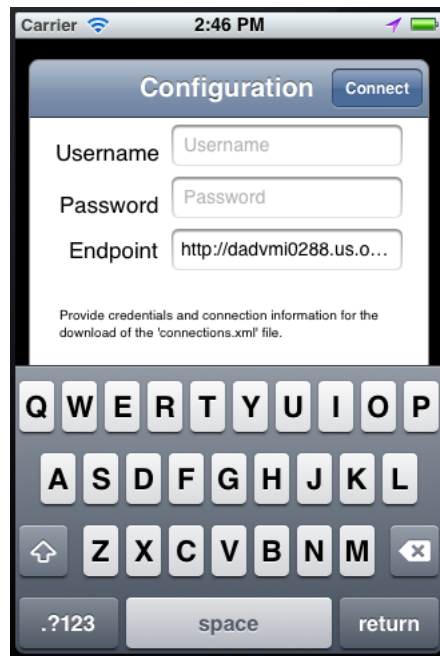 Carrier 2:46 PM
Configuration Connect
Username Username
Password Password
Endpoint http://dadvmi0288.us.o...
Provide credentials and connection information for the
download of the 'connections.xml' file.
Q W E R T Y U I O P
A S D F G H J K L
Z X C V B N M
.?123 space return